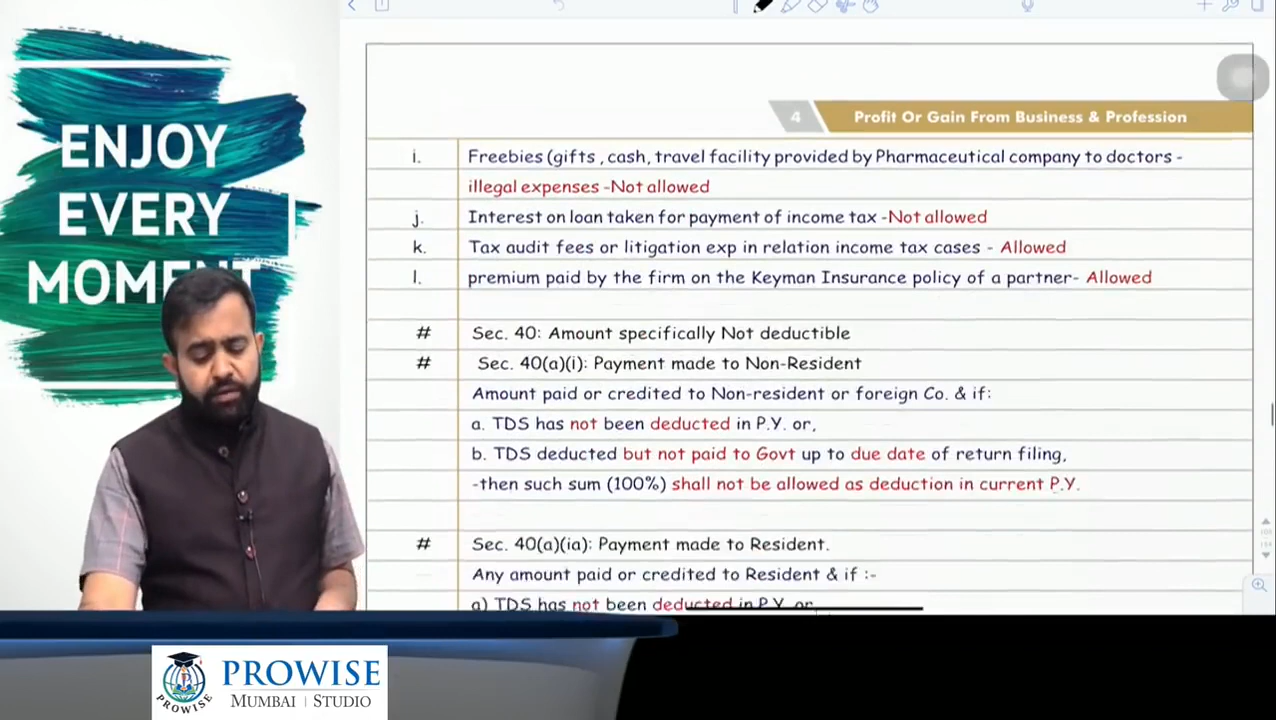 ENJOY
EVERY
MOMENT
4
Profit Or Gain From Business & Profession
i. Freebies (gifts , cash, travel facility provided by Pharmaceutical company to doctors -
illegal expenses -Not allowed
j. Interest on loan taken for payment of income tax -Not allowed
k. Tax audit fees or litigation exp in relation income tax cases - Allowed
l. premium paid by the firm on the Keyman Insurance policy of a partner- Allowed
# Sec. 40: Amount specifically Not deductible
# Sec. 40(a)(i): Payment made to Non-Resident
Amount paid or credited to Non-resident or foreign Co. & if:
a. TDS has not been deducted in P.Y. or,
b. TDS deducted but not paid to Govt up to due date of return filing,
-then such sum (100%) shall not be allowed as deduction in current P.Y.
# Sec. 40(a)(ia): Payment made to Resident.
Any amount paid or credited to Resident & if :-
a) TDS has not been deducted in P.Y. or
PROWISE
PROWISE
MUMBAI | STUDIO